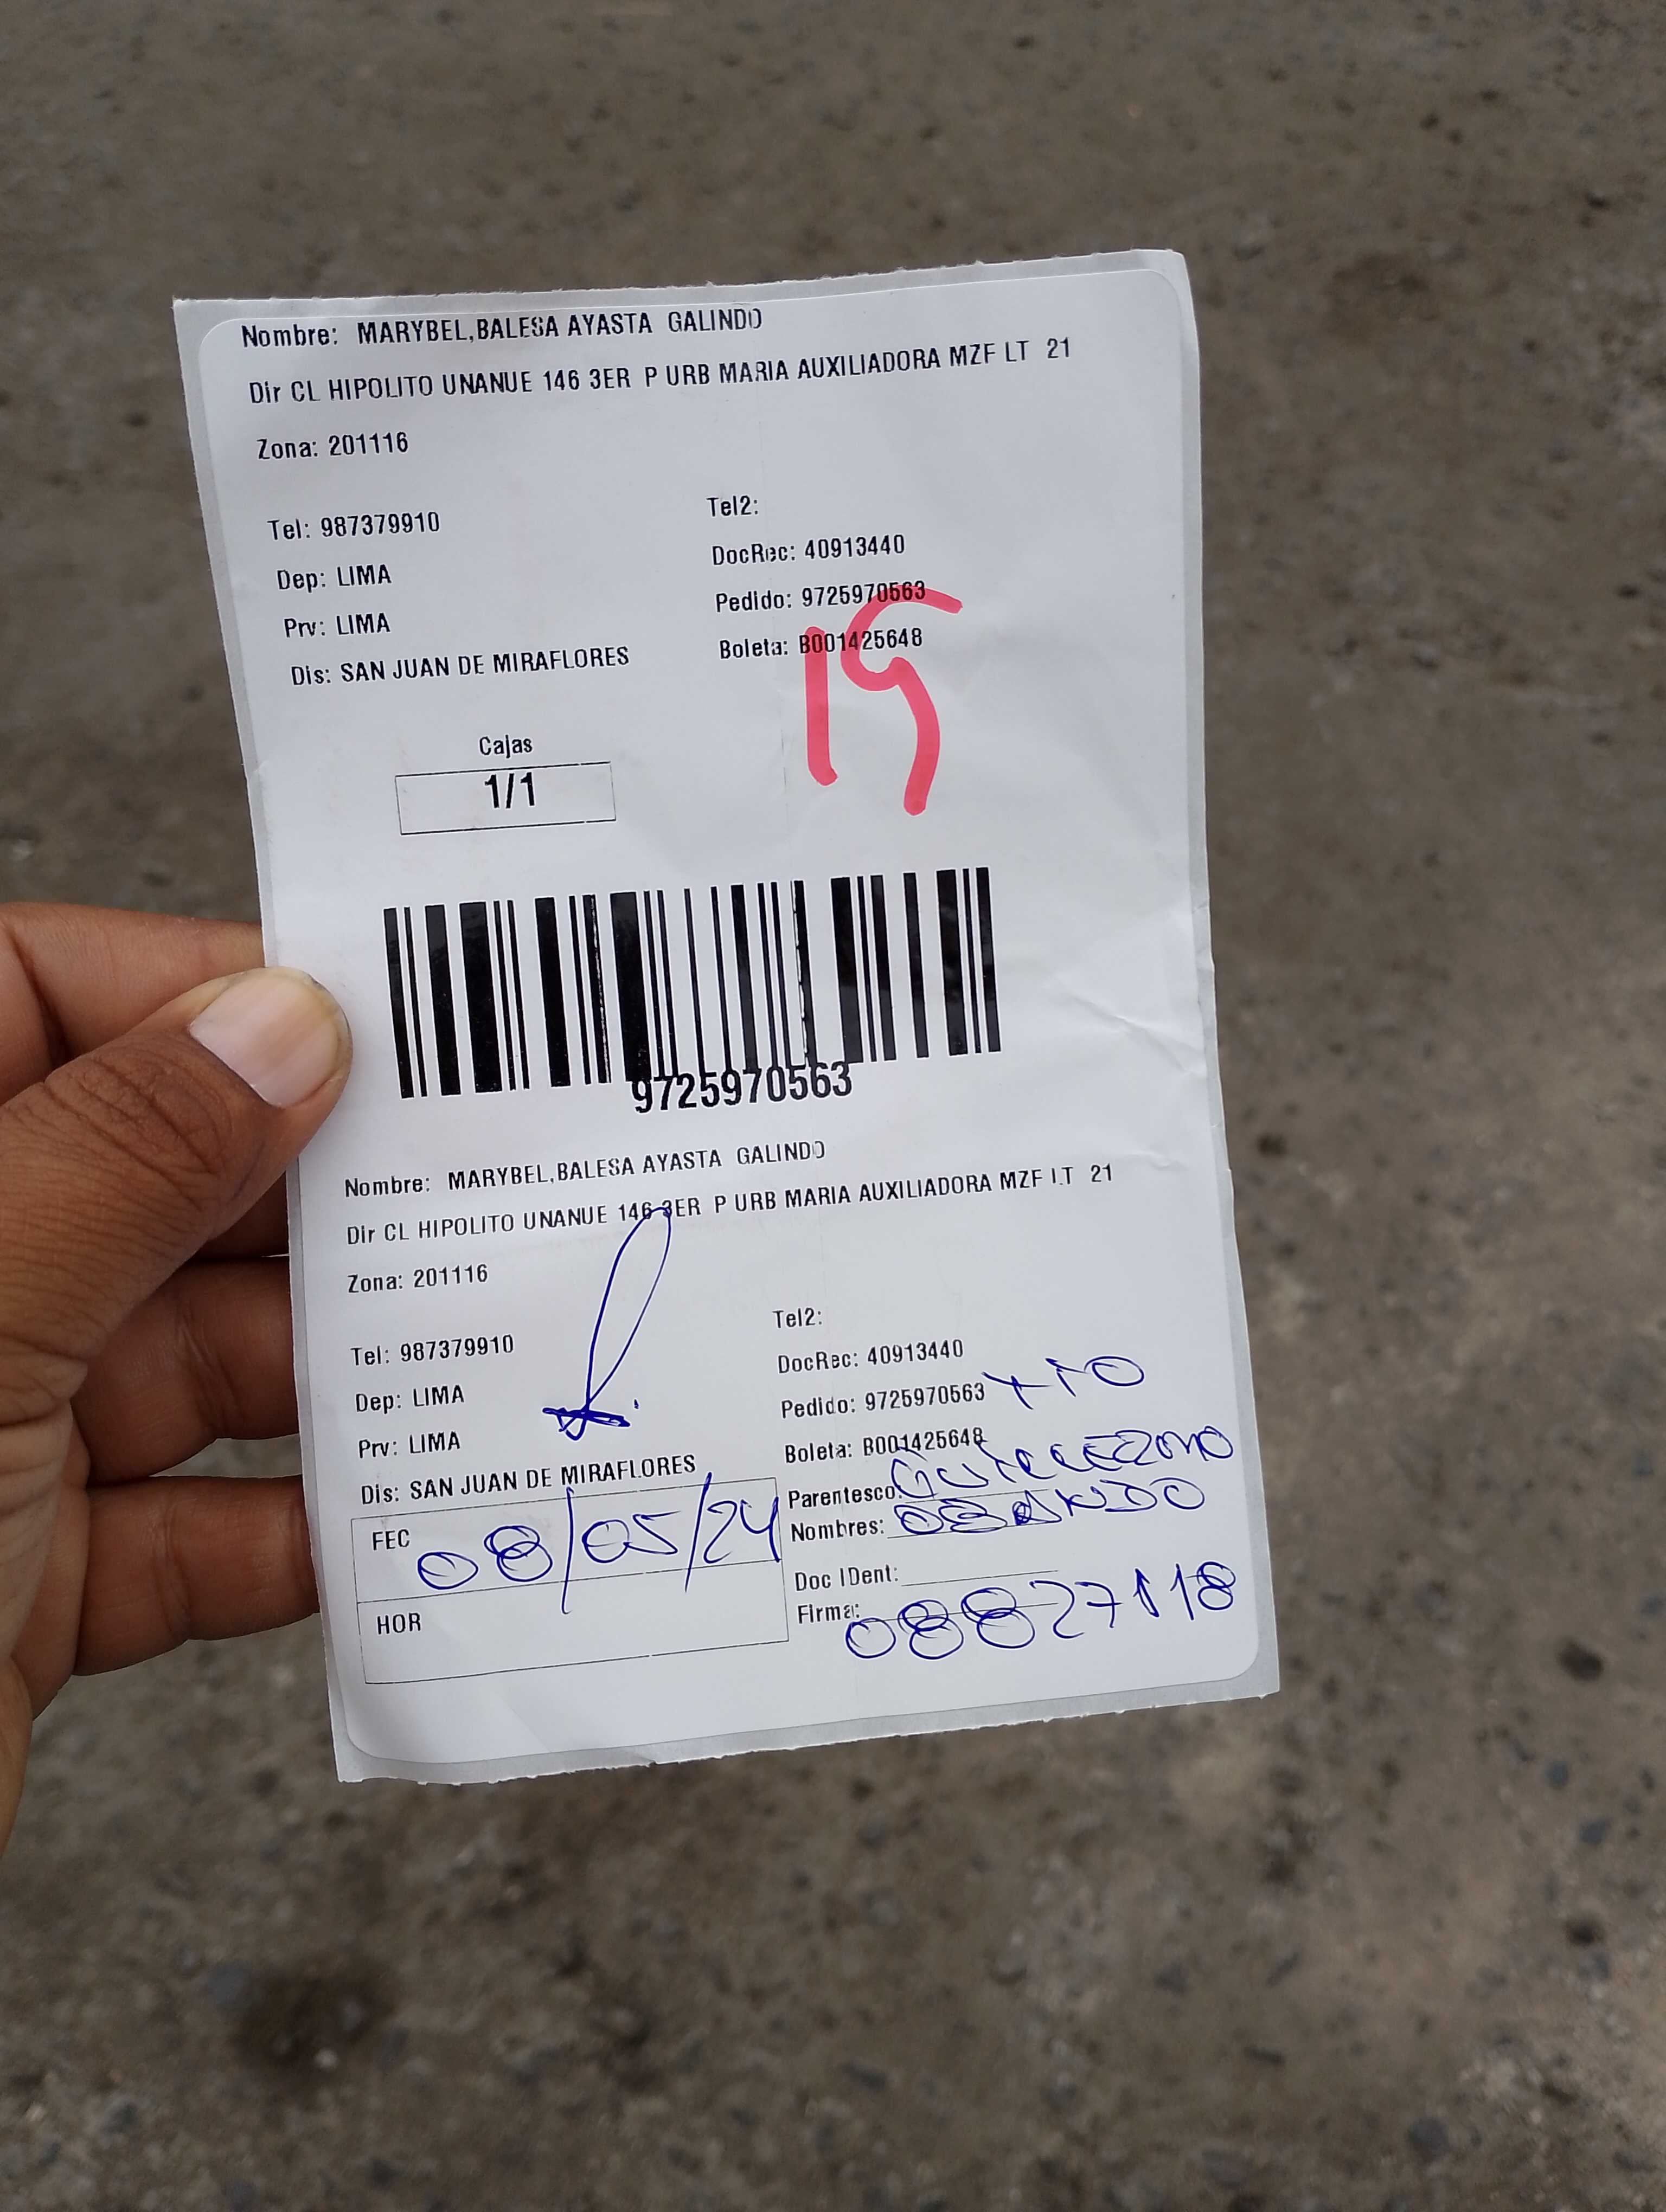 Nombre: MARYBEL,BALESA AYASTA GALINDO
Dir CL HIPOLITO UNANUE 146 3ER P URB MARIA AUXILIADORA MZF LT 21
Zona: 201116
Tel: 987379910
Tel2:
Dep: LIMA
DocRec: 40913440
Prv: LIMA
Pedido: 9725970563
Dis: SAN JUAN DE MIRAFLORES
Boleta: B001425648
15
Cajas
1/1
9725970563
Nombre: MARYBEL,BALESA AYASTA GALINDO
Dir CL HIPOLITO UNANUE 146 3ER P URB MARIA AUXILIADORA MZF LT 21
Zona: 201116
Tel: 987379910
Tel2:
Dep: LIMA
DocRec: 40913440
Prv: LIMA
Pedido: 9725970563 TIO
Dis: SAN JUAN DE MIRAFLORES
Boleta: B001425648
Parentesco:
Nombres: OBANDO
FEC 08/05/24
Doc IDent:
HOR
Firma: 08827118